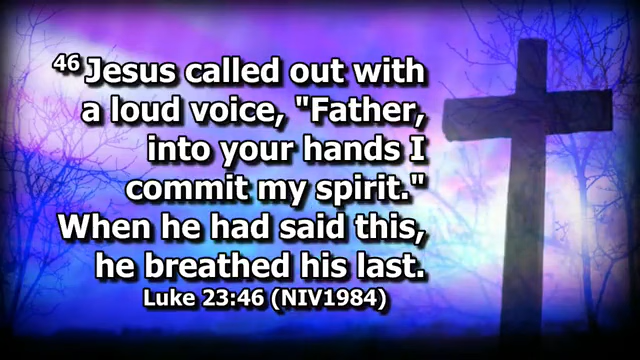 46 Jesus called out with
a loud voice, "Father,
into your hands I
commit my spirit."
When he had said this,
he breathed his last.
Luke 23:46 (NIV1984)